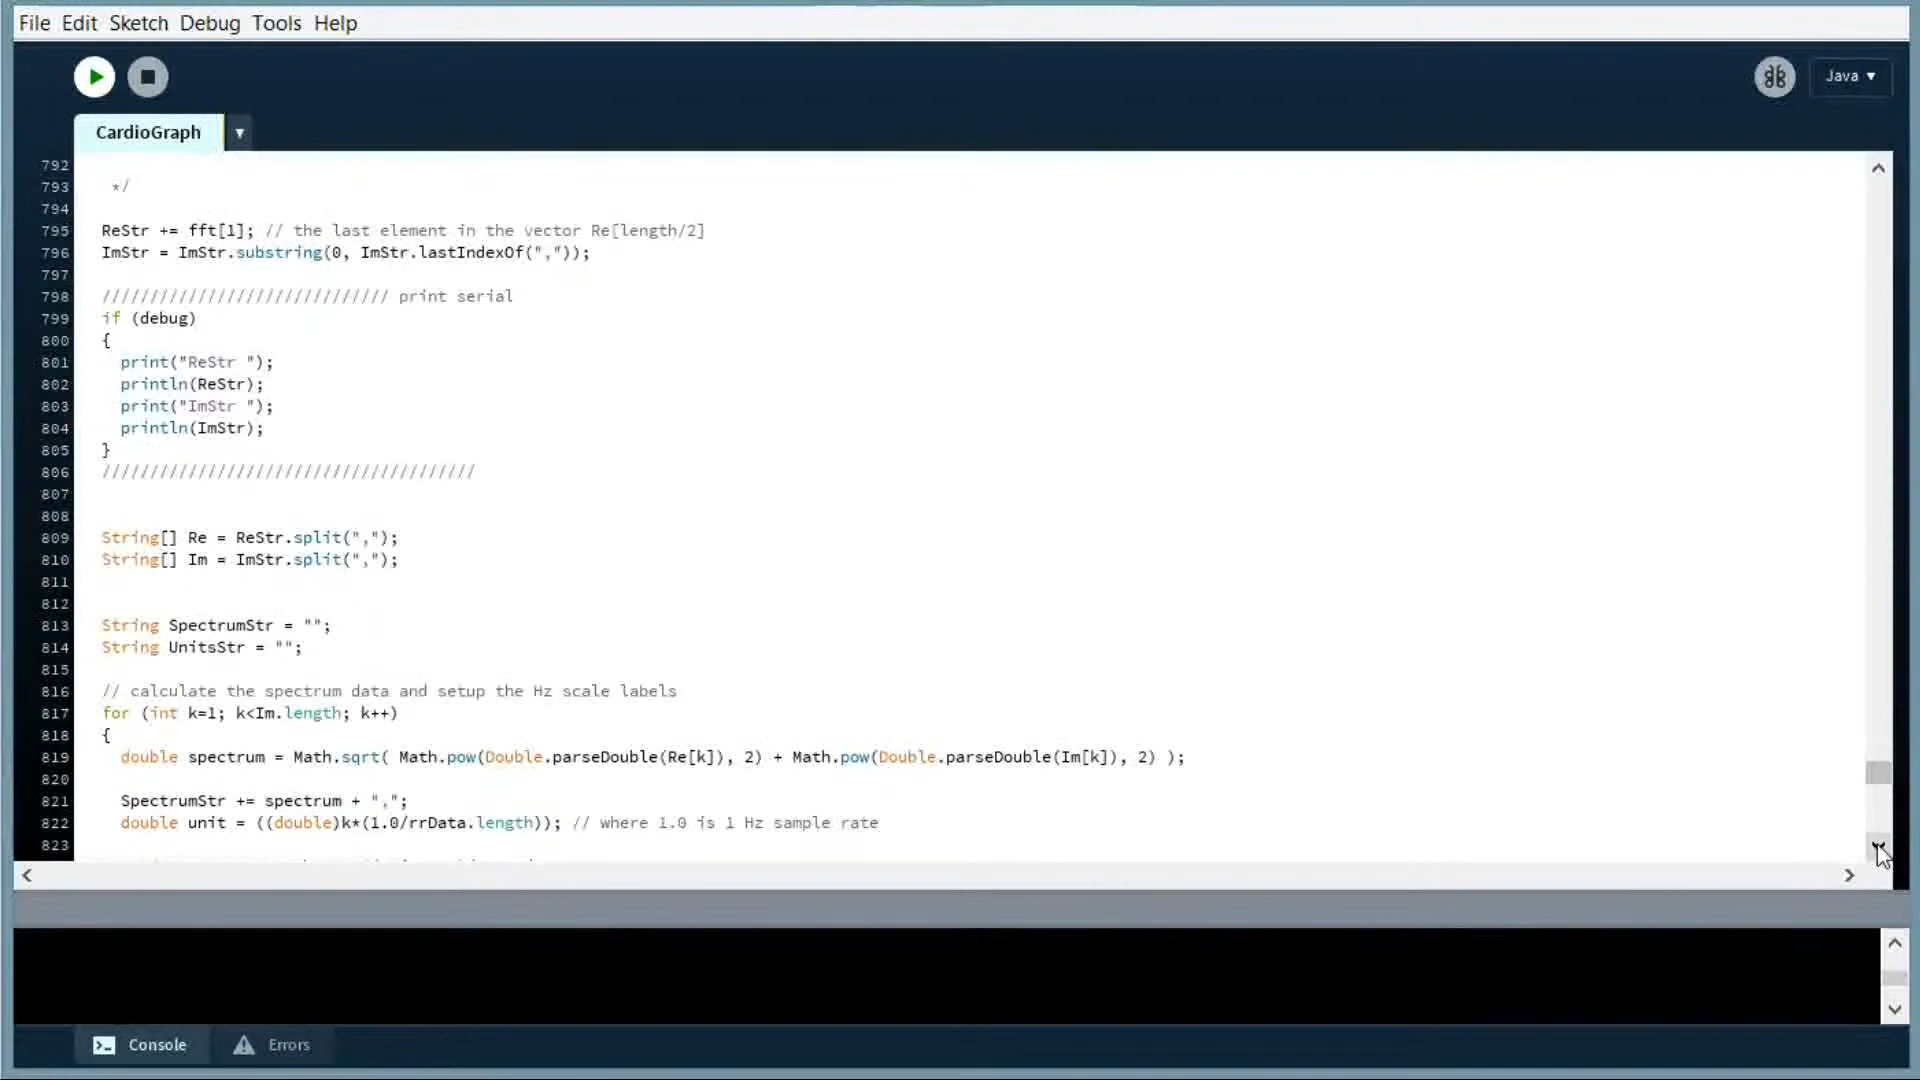 File Edit Sketch Debug Tools Help
Java ▼
CardioGraph ▼
792
793 */
794
795 ReStr += fft[1]; // the last element in the vector Re[length/2]
796 ImStr = ImStr.substring(0, ImStr.lastIndexOf(","));
797
798 ////////////////////////////// print serial
799 if (debug)
800 {
801 print("ReStr ");
802 println(ReStr);
803 print("ImStr ");
804 println(ImStr);
805 }
806 ///////////////////////////////////////
807
808
809 String[] Re = ReStr.split(",");
810 String[] Im = ImStr.split(",");
811
812
813 String SpectrumStr = "";
814 String UnitsStr = "";
815
816 // calculate the spectrum data and setup the Hz scale labels
817 for (int k=1; k<Im.length; k++)
818 {
819 double spectrum = Math.sqrt( Math.pow(Double.parseDouble(Re[k]), 2) + Math.pow(Double.parseDouble(Im[k]), 2) );
820
821 SpectrumStr += spectrum + ",";
822 double unit = ((double)k*(1.0/rrData.length)); // where 1.0 is 1 Hz sample rate
823
Console Errors